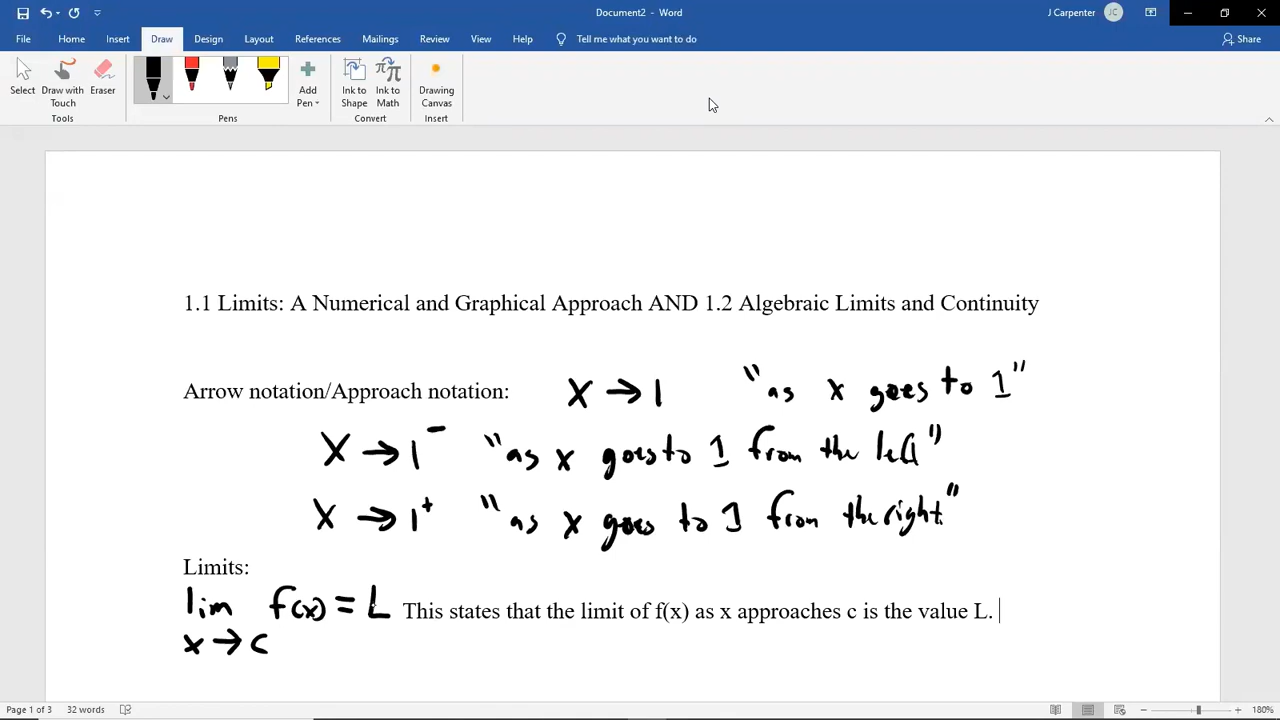 Document2 - Word
J Carpenter JC
File Home Insert Draw Design Layout References Mailings Review View Help Tell me what you want to do Share
Select Draw with Touch Eraser Add Pen Ink to Shape Ink to Math Drawing Canvas
Tools Pens Convert Insert
1.1 Limits: A Numerical and Graphical Approach AND 1.2 Algebraic Limits and Continuity
Arrow notation/Approach notation: x → 1 "as x goes to 1"
x → 1⁻ "as x goes to 1 from the left"
x → 1⁺ "as x goes to 1 from the right"
Limits:
lim f(x) = L This states that the limit of f(x) as x approaches c is the value L.
x → c
Page 1 of 3 32 words 180%